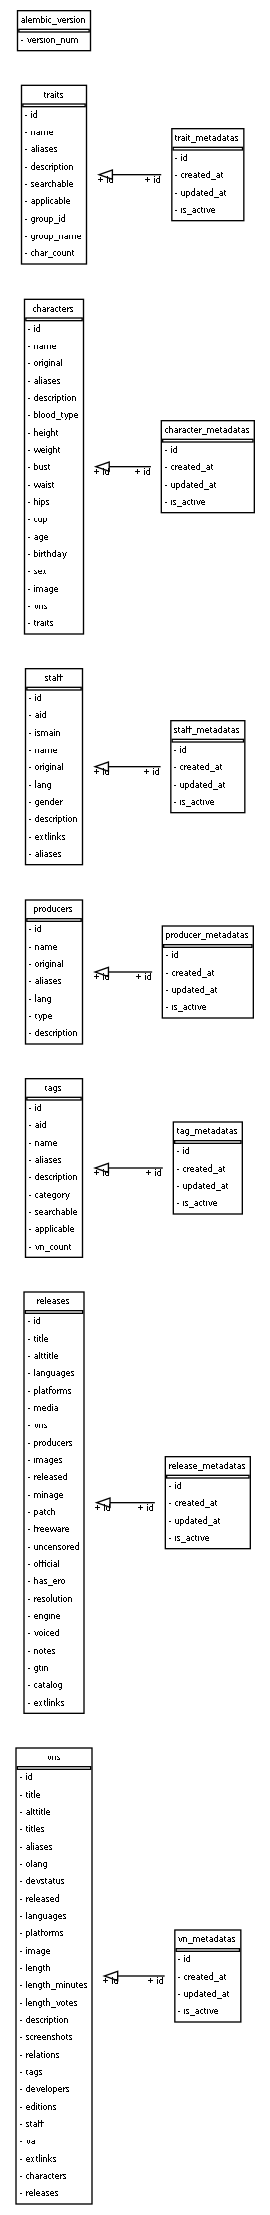 alembic_version
- version_num
traits
- id
- name
- aliases
- description
- searchable
- applicable
- group_id
- group_name
- char_count
+ id
+ id
trait_metadatas
- id
- created_at
- updated_at
- is_active
characters
- id
- name
- original
- aliases
- description
- blood_type
- height
- weight
- bust
- waist
- hips
- cup
- age
- birthday
- sex
- image
- vns
- traits
+ id
+ id
character_metadatas
- id
- created_at
- updated_at
- is_active
staff
- id
- aid
- ismain
- name
- original
- lang
- gender
- description
- extlinks
- aliases
+ id
+ id
staff_metadatas
- id
- created_at
- updated_at
- is_active
producers
- id
- name
- original
- aliases
- lang
- type
- description
+ id
+ id
producer_metadatas
- id
- created_at
- updated_at
- is_active
tags
- id
- aid
- name
- aliases
- description
- category
- searchable
- applicable
- vn_count
+ id
+ id
tag_metadatas
- id
- created_at
- updated_at
- is_active
releases
- id
- title
- alttitle
- languages
- platforms
- media
- vns
- producers
- images
- released
- minage
- patch
- freeware
- uncensored
- official
- has_ero
- resolution
- engine
- voiced
- notes
- gtin
- catalog
- extlinks
+ id
+ id
release_metadatas
- id
- created_at
- updated_at
- is_active
vns
- id
- title
- alttitle
- titles
- aliases
- olang
- devstatus
- released
- languages
- platforms
- image
- length
- length_minutes
- length_votes
- description
- screenshots
- relations
- tags
- developers
- editions
- staff
- va
- extlinks
- characters
- releases
+ id
+ id
vn_metadatas
- id
- created_at
- updated_at
- is_active